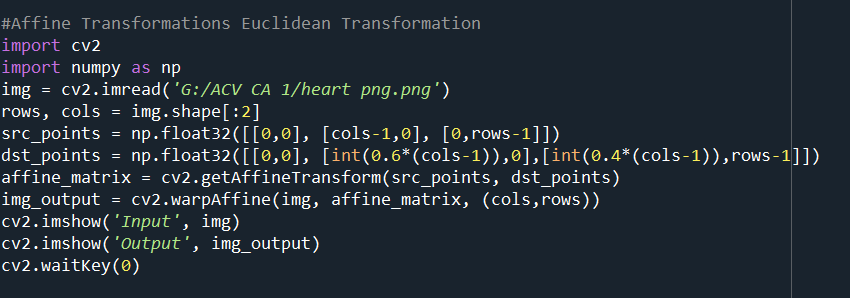 #Affine Transformations Euclidean Transformation
import cv2
import numpy as np
img = cv2.imread('G:/ACV CA 1/heart png.png')
rows, cols = img.shape[:2]
src_points = np.float32([[0,0], [cols-1,0], [0,rows-1]])
dst_points = np.float32([[0,0], [int(0.6*(cols-1)),0],[int(0.4*(cols-1)),rows-1]])
affine_matrix = cv2.getAffineTransform(src_points, dst_points)
img_output = cv2.warpAffine(img, affine_matrix, (cols,rows))
cv2.imshow('Input', img)
cv2.imshow('Output', img_output)
cv2.waitKey(0)